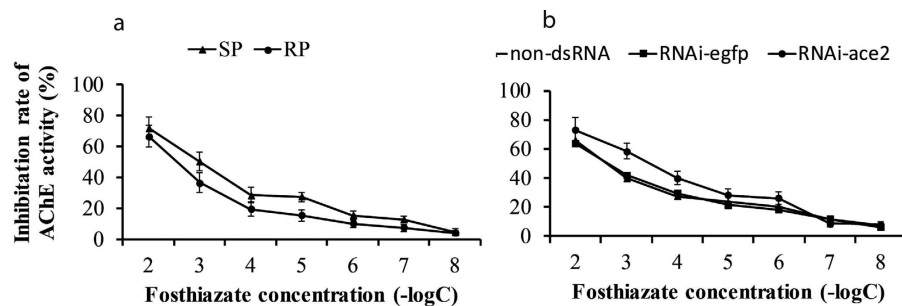 a
SP RP
Inhibitation rate of
AChE activity (%)
100
80
60
40
20
0
2 3 4 5 6 7 8
Fosthiazate concentration (-logC)
b
non-dsRNA RNAi-egfp RNAi-ace2
100
80
60
40
20
0
2 3 4 5 6 7 8
Fosthiazate concentration (-logC)